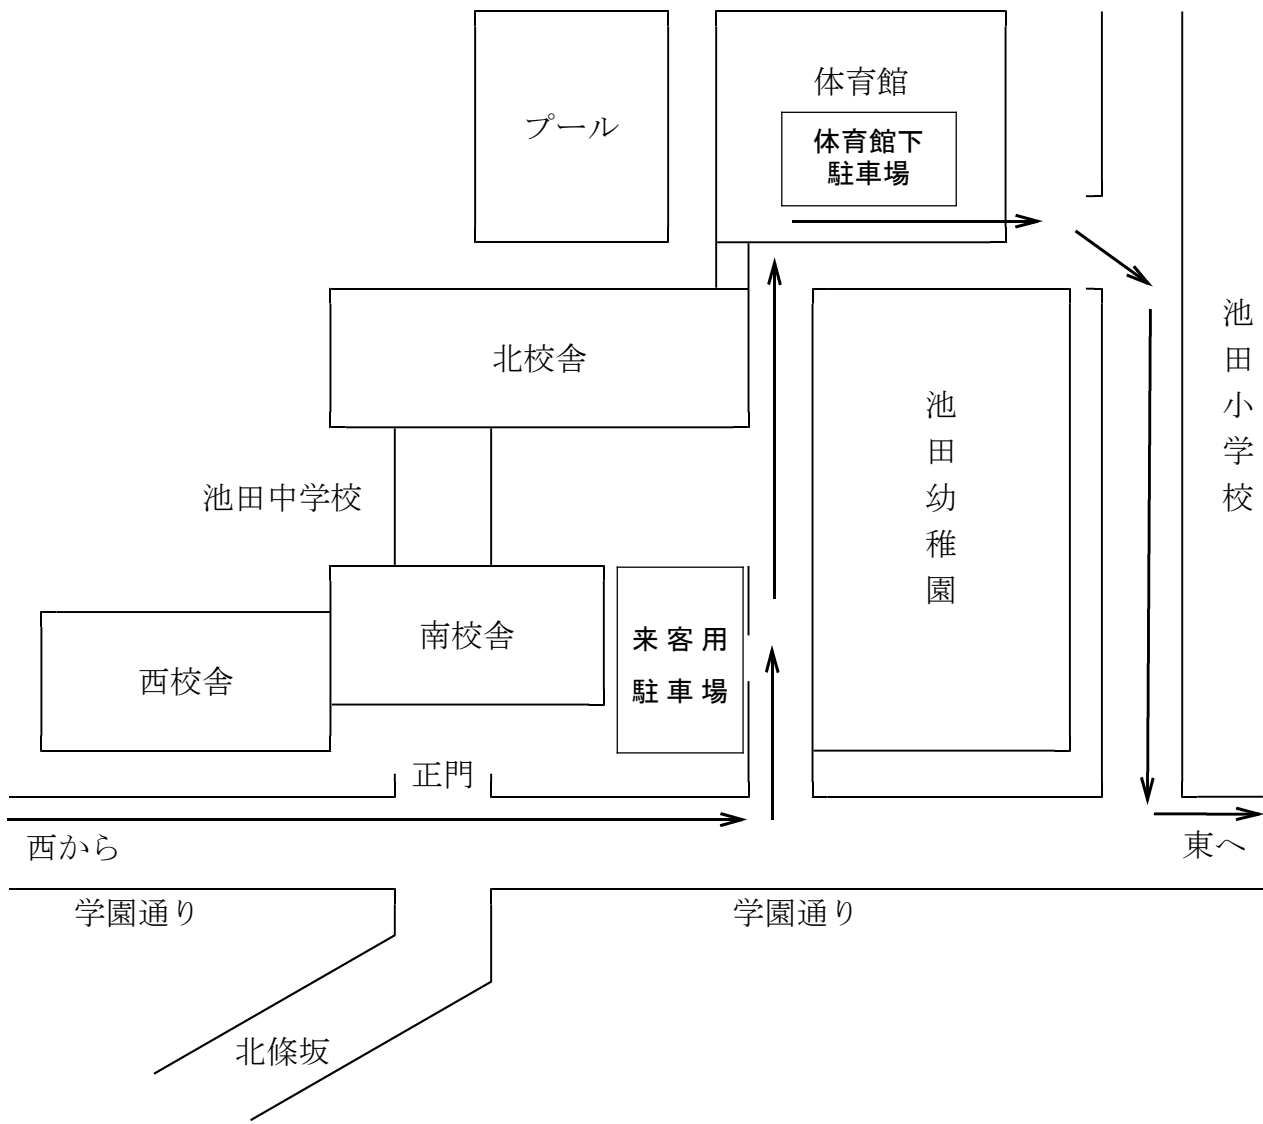 体育館
プール
体育館下
駐車場
北校舎
池田小学校
池田幼稚園
池田中学校
南校舎
来客用
駐車場
西校舎
正門
西から
東へ
学園通り
学園通り
北條坂